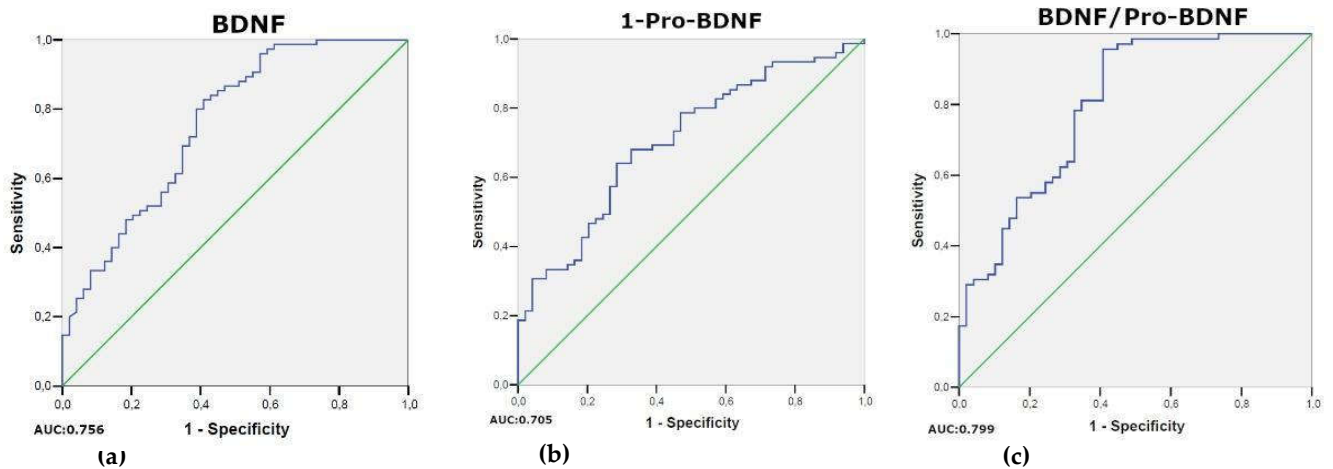 BDNF
1,0
0,8
0,6
0,4
0,2
0,0
Sensitivity
0,0 0,2 0,4 0,6 0,8 1,0
AUC:0.756
1 - Specificity
(a)
1-Pro-BDNF
1,0
0,8
0,6
0,4
0,2
0,0
Sensitivity
0,0 0,2 0,4 0,6 0,8 1,0
AUC:0.705
1 - Specificity
(b)
BDNF/Pro-BDNF
1,0
0,8
0,6
0,4
0,2
0,0
Sensitivity
0,0 0,2 0,4 0,6 0,8 1,0
AUC:0.799
1 - Specificity
(c)